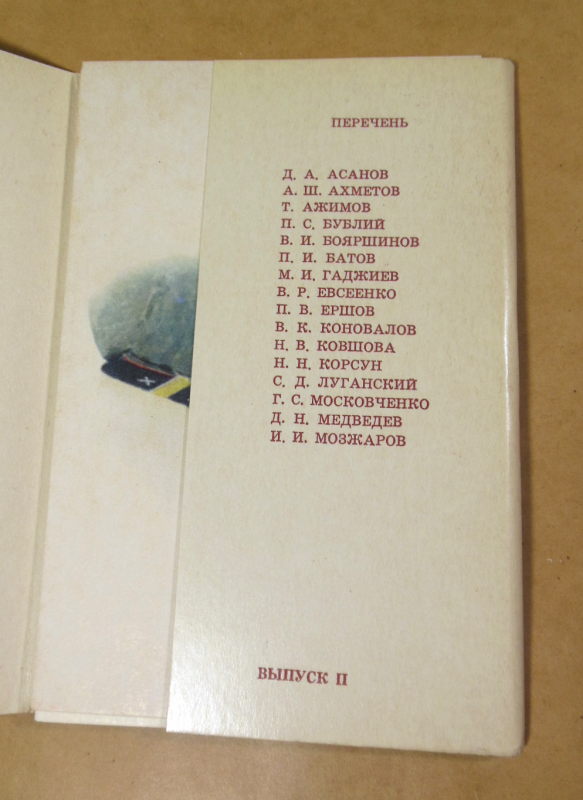 ПЕРЕЧЕНЬ
Д. А. АСАНОВ
А. Ш. АХМЕТОВ
Т. АЖИМОВ
П. С. БУБЛИЙ
В. И. БОЯРШИНОВ
П. И. БАТОВ
М. И. ГАДЖИЕВ
В. Р. ЕВСЕЕНКО
П. В. ЕРШОВ
В. К. КОНОВАЛОВ
Н. В. КОВШОВА
Н. Н. КОРСУН
С. Д. ЛУГАНСКИЙ
Г. С. МОСКОВЧЕНКО
Д. Н. МЕДВЕДЕВ
И. И. МОЗЖАРОВ
ВЫПУСК II